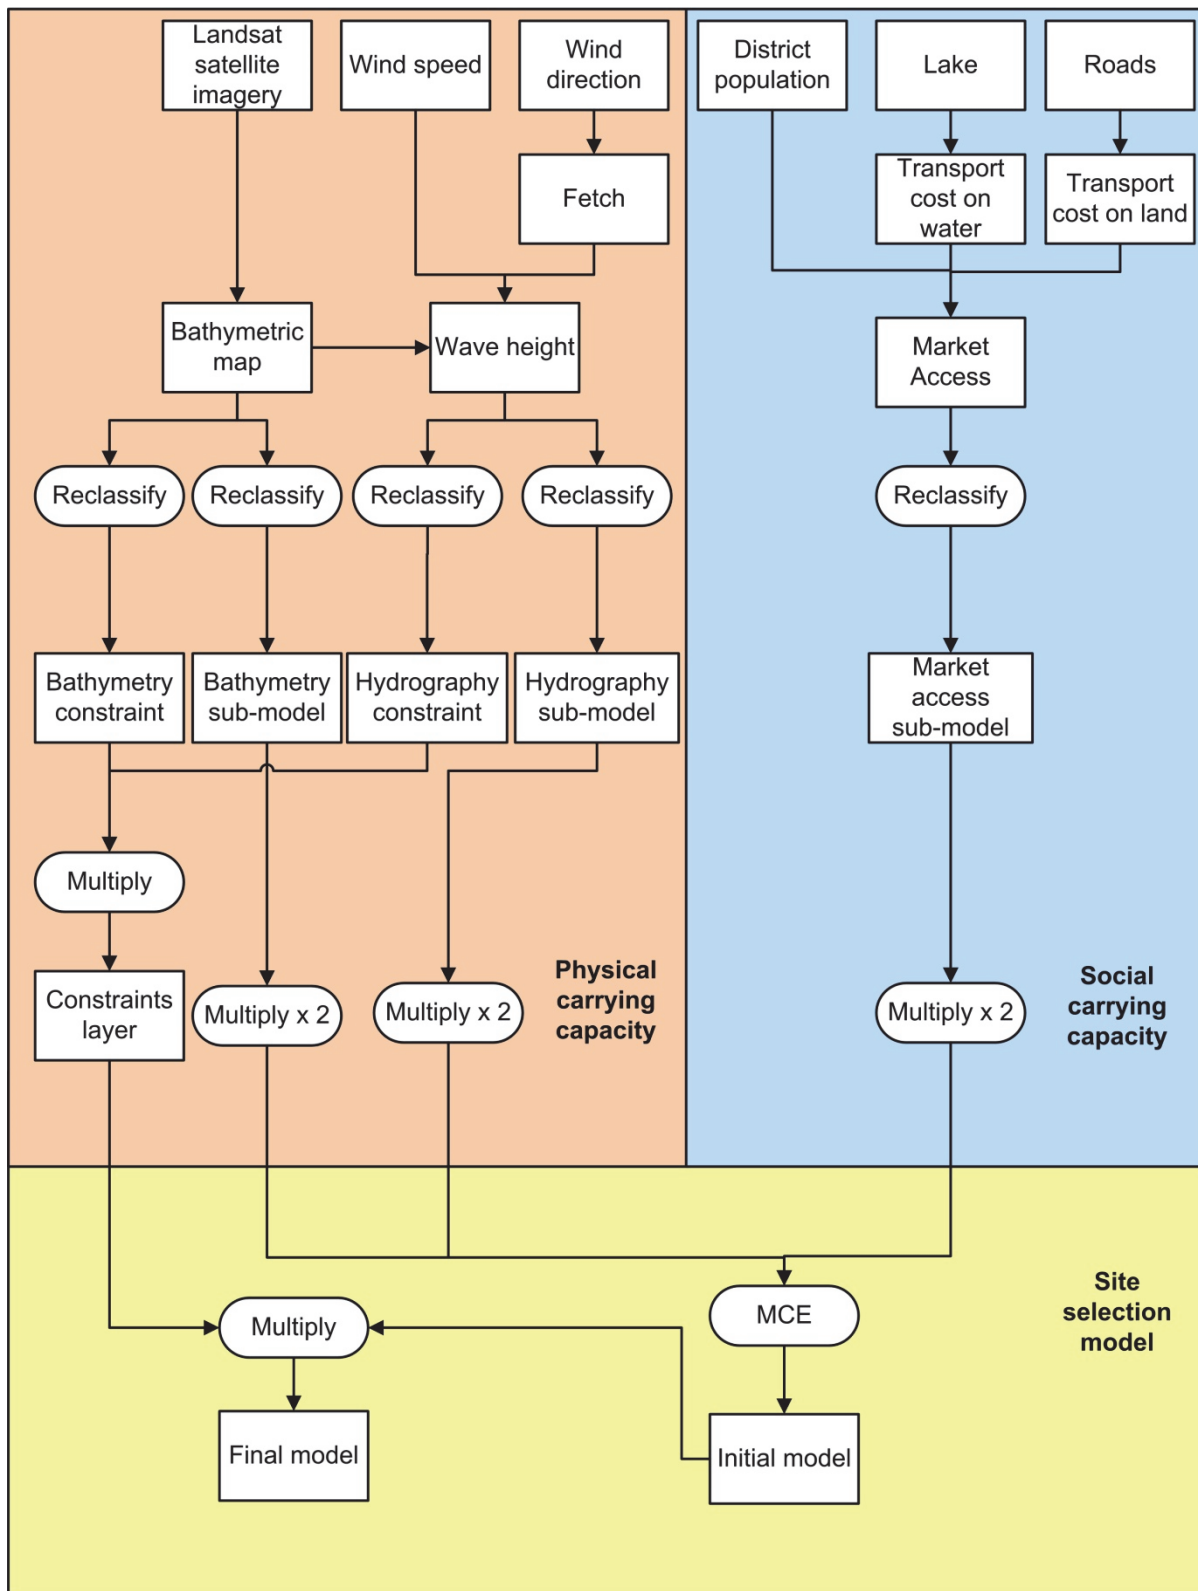 Landsat
satellite
imagery
Wind speed
Wind
direction
District
population
Lake
Roads
Fetch
Transport
cost on
water
Transport
cost on land
Bathymetric
map
Wave height
Market
Access
Reclassify
Reclassify
Reclassify
Reclassify
Reclassify
Bathymetry
constraint
Bathymetry
sub-model
Hydrography
constraint
Hydrography
sub-model
Market
access
sub-model
Multiply
Constraints
layer
Multiply x 2
Multiply x 2
Physical
carrying
capacity
Multiply x 2
Social
carrying
capacity
Multiply
MCE
Site
selection
model
Final model
Initial model